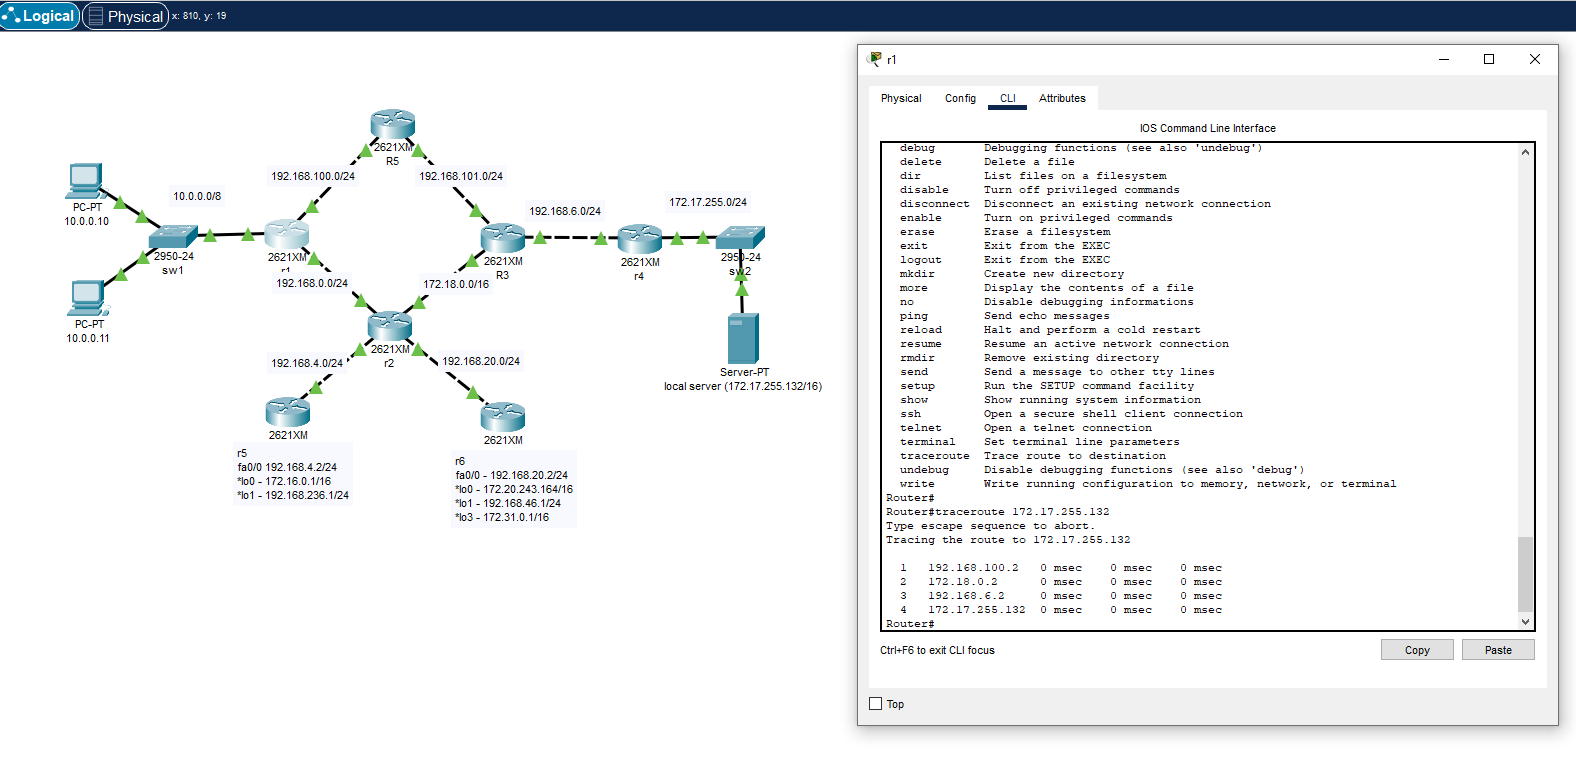 Logical
Physical
x: 810, y: 19
2621XM
R5
192.168.100.0/24
192.168.101.0/24
10.0.0.0/8
PC-PT
10.0.0.10
2950-24
sw1
2621XM
r1
192.168.0.0/24
PC-PT
10.0.0.11
192.168.6.0/24
172.17.255.0/24
2621XM
R3
172.18.0.0/16
2621XM
r4
2950-24
sw2
2621XM
r2
192.168.4.0/24
192.168.20.0/24
Server-PT
local server (172.17.255.132/16)
2621XM
r5
fa0/0 192.168.4.2/24
*lo0 - 172.16.0.1/16
*lo1 - 192.168.236.1/24
2621XM
r6
fa0/0 - 192.168.20.2/24
*lo0 - 172.20.243.164/16
*lo1 - 192.168.46.1/24
*lo3 - 172.31.0.1/16
r1
Physical Config CLI Attributes
IOS Command Line Interface
debug Debugging functions (see also 'undebug')
delete Delete a file
dir List files on a filesystem
disable Turn off privileged commands
disconnect Disconnect an existing network connection
enable Turn on privileged commands
erase Erase a filesystem
exit Exit from the EXEC
logout Exit from the EXEC
mkdir Create new directory
more Display the contents of a file
no Disable debugging informations
ping Send echo messages
reload Halt and perform a cold restart
resume Resume an active network connection
rmdir Remove existing directory
send Send a message to other tty lines
setup Run the SETUP command facility
show Show running system information
ssh Open a secure shell client connection
telnet Open a telnet connection
terminal Set terminal line parameters
traceroute Trace route to destination
undebug Disable debugging functions (see also 'debug')
write Write running configuration to memory, network, or terminal
Router#
Router#traceroute 172.17.255.132
Type escape sequence to abort.
Tracing the route to 172.17.255.132
1 192.168.100.2 0 msec 0 msec 0 msec
2 172.18.0.2 0 msec 0 msec 0 msec
3 192.168.6.2 0 msec 0 msec 0 msec
4 172.17.255.132 0 msec 0 msec 0 msec
Router#
Ctrl+F6 to exit CLI focus
Copy
Paste
Top